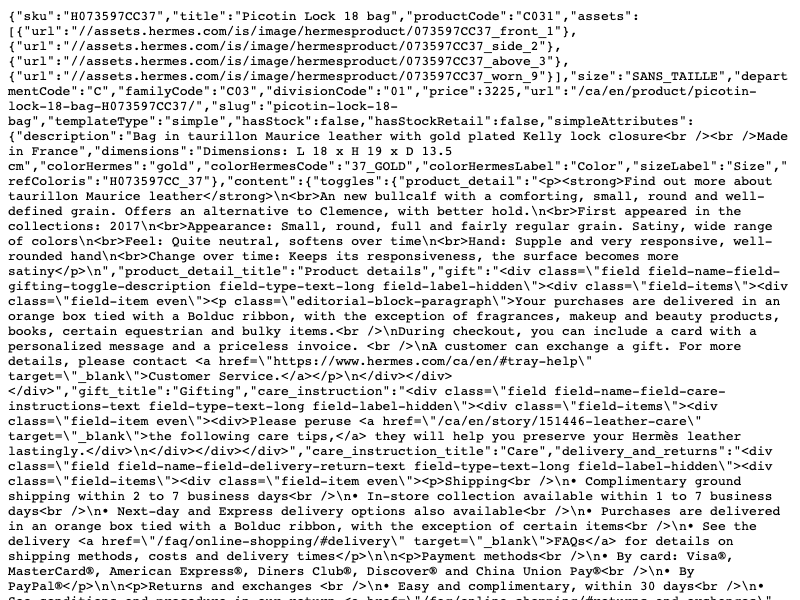 {"sku":"H073597CC37","title":"Picotin Lock 18 bag","productCode":"C031","assets":
[{"url":"//assets.hermes.com/is/image/hermesproduct/073597CC37_front_1"},
{"url":"//assets.hermes.com/is/image/hermesproduct/073597CC37_side_2"},
{"url":"//assets.hermes.com/is/image/hermesproduct/073597CC37_above_3"},
{"url":"//assets.hermes.com/is/image/hermesproduct/073597CC37_worn_9"}],"size":"SANS_TAILLE","depart
mentCode":"C","familyCode":"C03","divisionCode":"01","price":3225,"url":"/ca/en/product/picotin-
lock-18-bag-H073597CC37/","slug":"picotin-lock-18-
bag","templateType":"simple","hasStock":false,"hasStockRetail":false,"simpleAttributes":
{"description":"Bag in taurillon Maurice leather with gold plated Kelly lock closure<br /><br />Made
in France","dimensions":"Dimensions: L 18 x H 19 x D 13.5
cm","colorHermes":"gold","colorHermesCode":"37_GOLD","colorHermesLabel":"Color","sizeLabel":"Size","
refColoris":"H073597CC_37"},"content":{"toggles":{"product_detail":"<p><strong>Find out more about
taurillon Maurice leather</strong>\n<br>An new bullcalf with a comforting, small, round and well-
defined grain. Offers an alternative to Clemence, with better hold.\n<br>First appeared in the
collections: 2017\n<br>Appearance: Small, round, full and fairly regular grain. Satiny, wide range
of colors\n<br>Feel: Quite neutral, softens over time\n<br>Hand: Supple and very responsive, well-
rounded hand\n<br>Change over time: Keeps its responsiveness, the surface becomes more
satiny</p>\n","product_detail_title":"Product details","gift":"<div class=\"field field-name-field-
gifting-toggle-description field-type-text-long field-label-hidden\"><div class=\"field-items\"><div
class=\"field-item even\"><p class=\"editorial-block-paragraph\">Your purchases are delivered in an
orange box tied with a Bolduc ribbon, with the exception of fragrances, makeup and beauty products,
books, certain equestrian and bulky items.<br />\nDuring checkout, you can include a card with a
personalized message and a priceless invoice. <br />\nA customer can exchange a gift. For more
details, please contact <a href=\"https://www.hermes.com/ca/en/#tray-help\"
target=\"_blank\">Customer Service.</a></p>\n</div></div>
</div>","gift_title":"Gifting","care_instruction":"<div class=\"field field-name-field-care-
instructions-text field-type-text-long field-label-hidden\"><div class=\"field-items\"><div
class=\"field-item even\"><div>Please peruse <a href=\"/ca/en/story/151446-leather-care\"
target=\"_blank\">the following care tips,</a> they will help you preserve your Hermès leather
lastingly.</div>\n</div></div></div>","care_instruction_title":"Care","delivery_and_returns":"<div
class=\"field field-name-field-delivery-return-text field-type-text-long field-label-hidden\"><div
class=\"field-items\"><div class=\"field-item even\"><p>Shipping<br />\n• Complimentary ground
shipping within 2 to 7 business days<br />\n• In-store collection available within 1 to 7 business
days<br />\n• Next-day and Express delivery options also available<br />\n• Purchases are delivered
in an orange box tied with a Bolduc ribbon, with the exception of certain items<br />\n• See the
delivery <a href=\"/faq/online-shopping/#delivery\" target=\"_blank\">FAQs</a> for details on
shipping methods, costs and delivery times</p>\n\n<p>Payment methods<br />\n• By card: Visa®,
MasterCard®, American Express®, Diners Club®, Discover® and China Union Pay®<br />\n• By
PayPal®</p>\n\n<p>Returns and exchanges <br />\n• Easy and complimentary, within 30 days<br />\n•